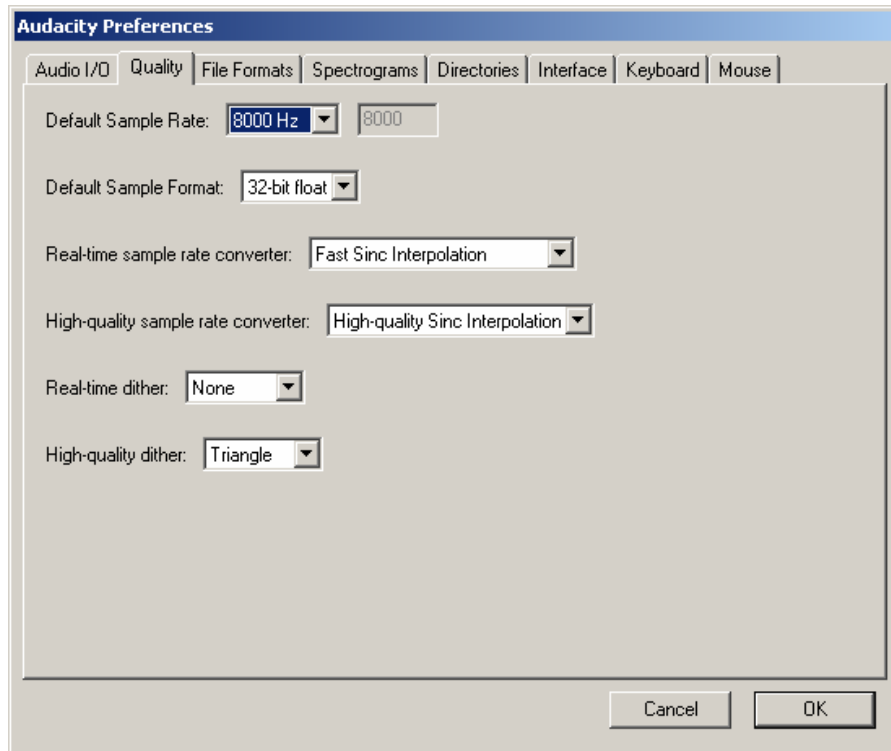 Audacity Preferences
Audio I/O Quality File Formats Spectrograms Directories Interface Keyboard Mouse
Default Sample Rate: 8000 Hz 8000
Default Sample Format: 32-bit float
Real-time sample rate converter: Fast Sinc Interpolation
High-quality sample rate converter: High-quality Sinc Interpolation
Real-time dither: None
High-quality dither: Triangle
Cancel OK